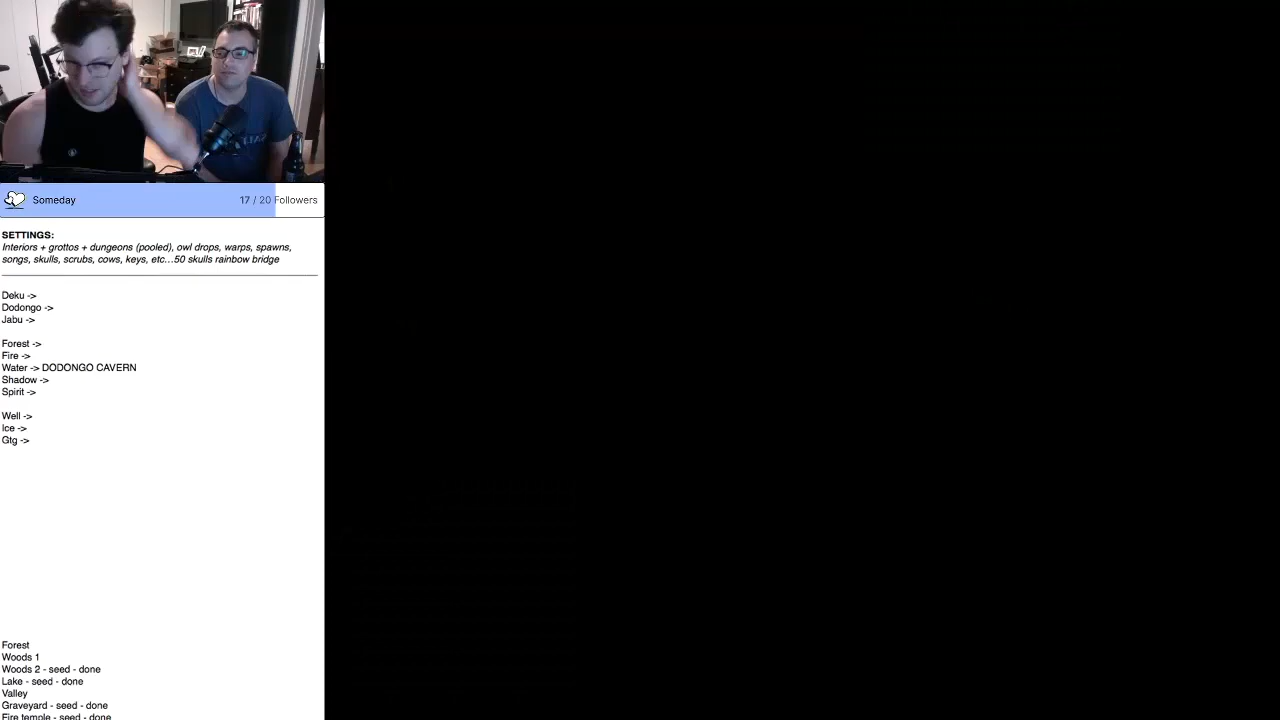 Someday 17 / 20 Followers
SETTINGS:
Interiors + grottos + dungeons (pooled), owl drops, warps, spawns,
songs, skulls, scrubs, cows, keys, etc...50 skulls rainbow bridge
Deku ->
Dodongo ->
Jabu ->
Forest ->
Fire ->
Water -> DODONGO CAVERN
Shadow ->
Spirit ->
Well ->
Ice ->
Gtg ->
Forest
Woods 1
Woods 2 - seed - done
Lake - seed - done
Valley
Graveyard - seed - done
Fire temple - seed - done